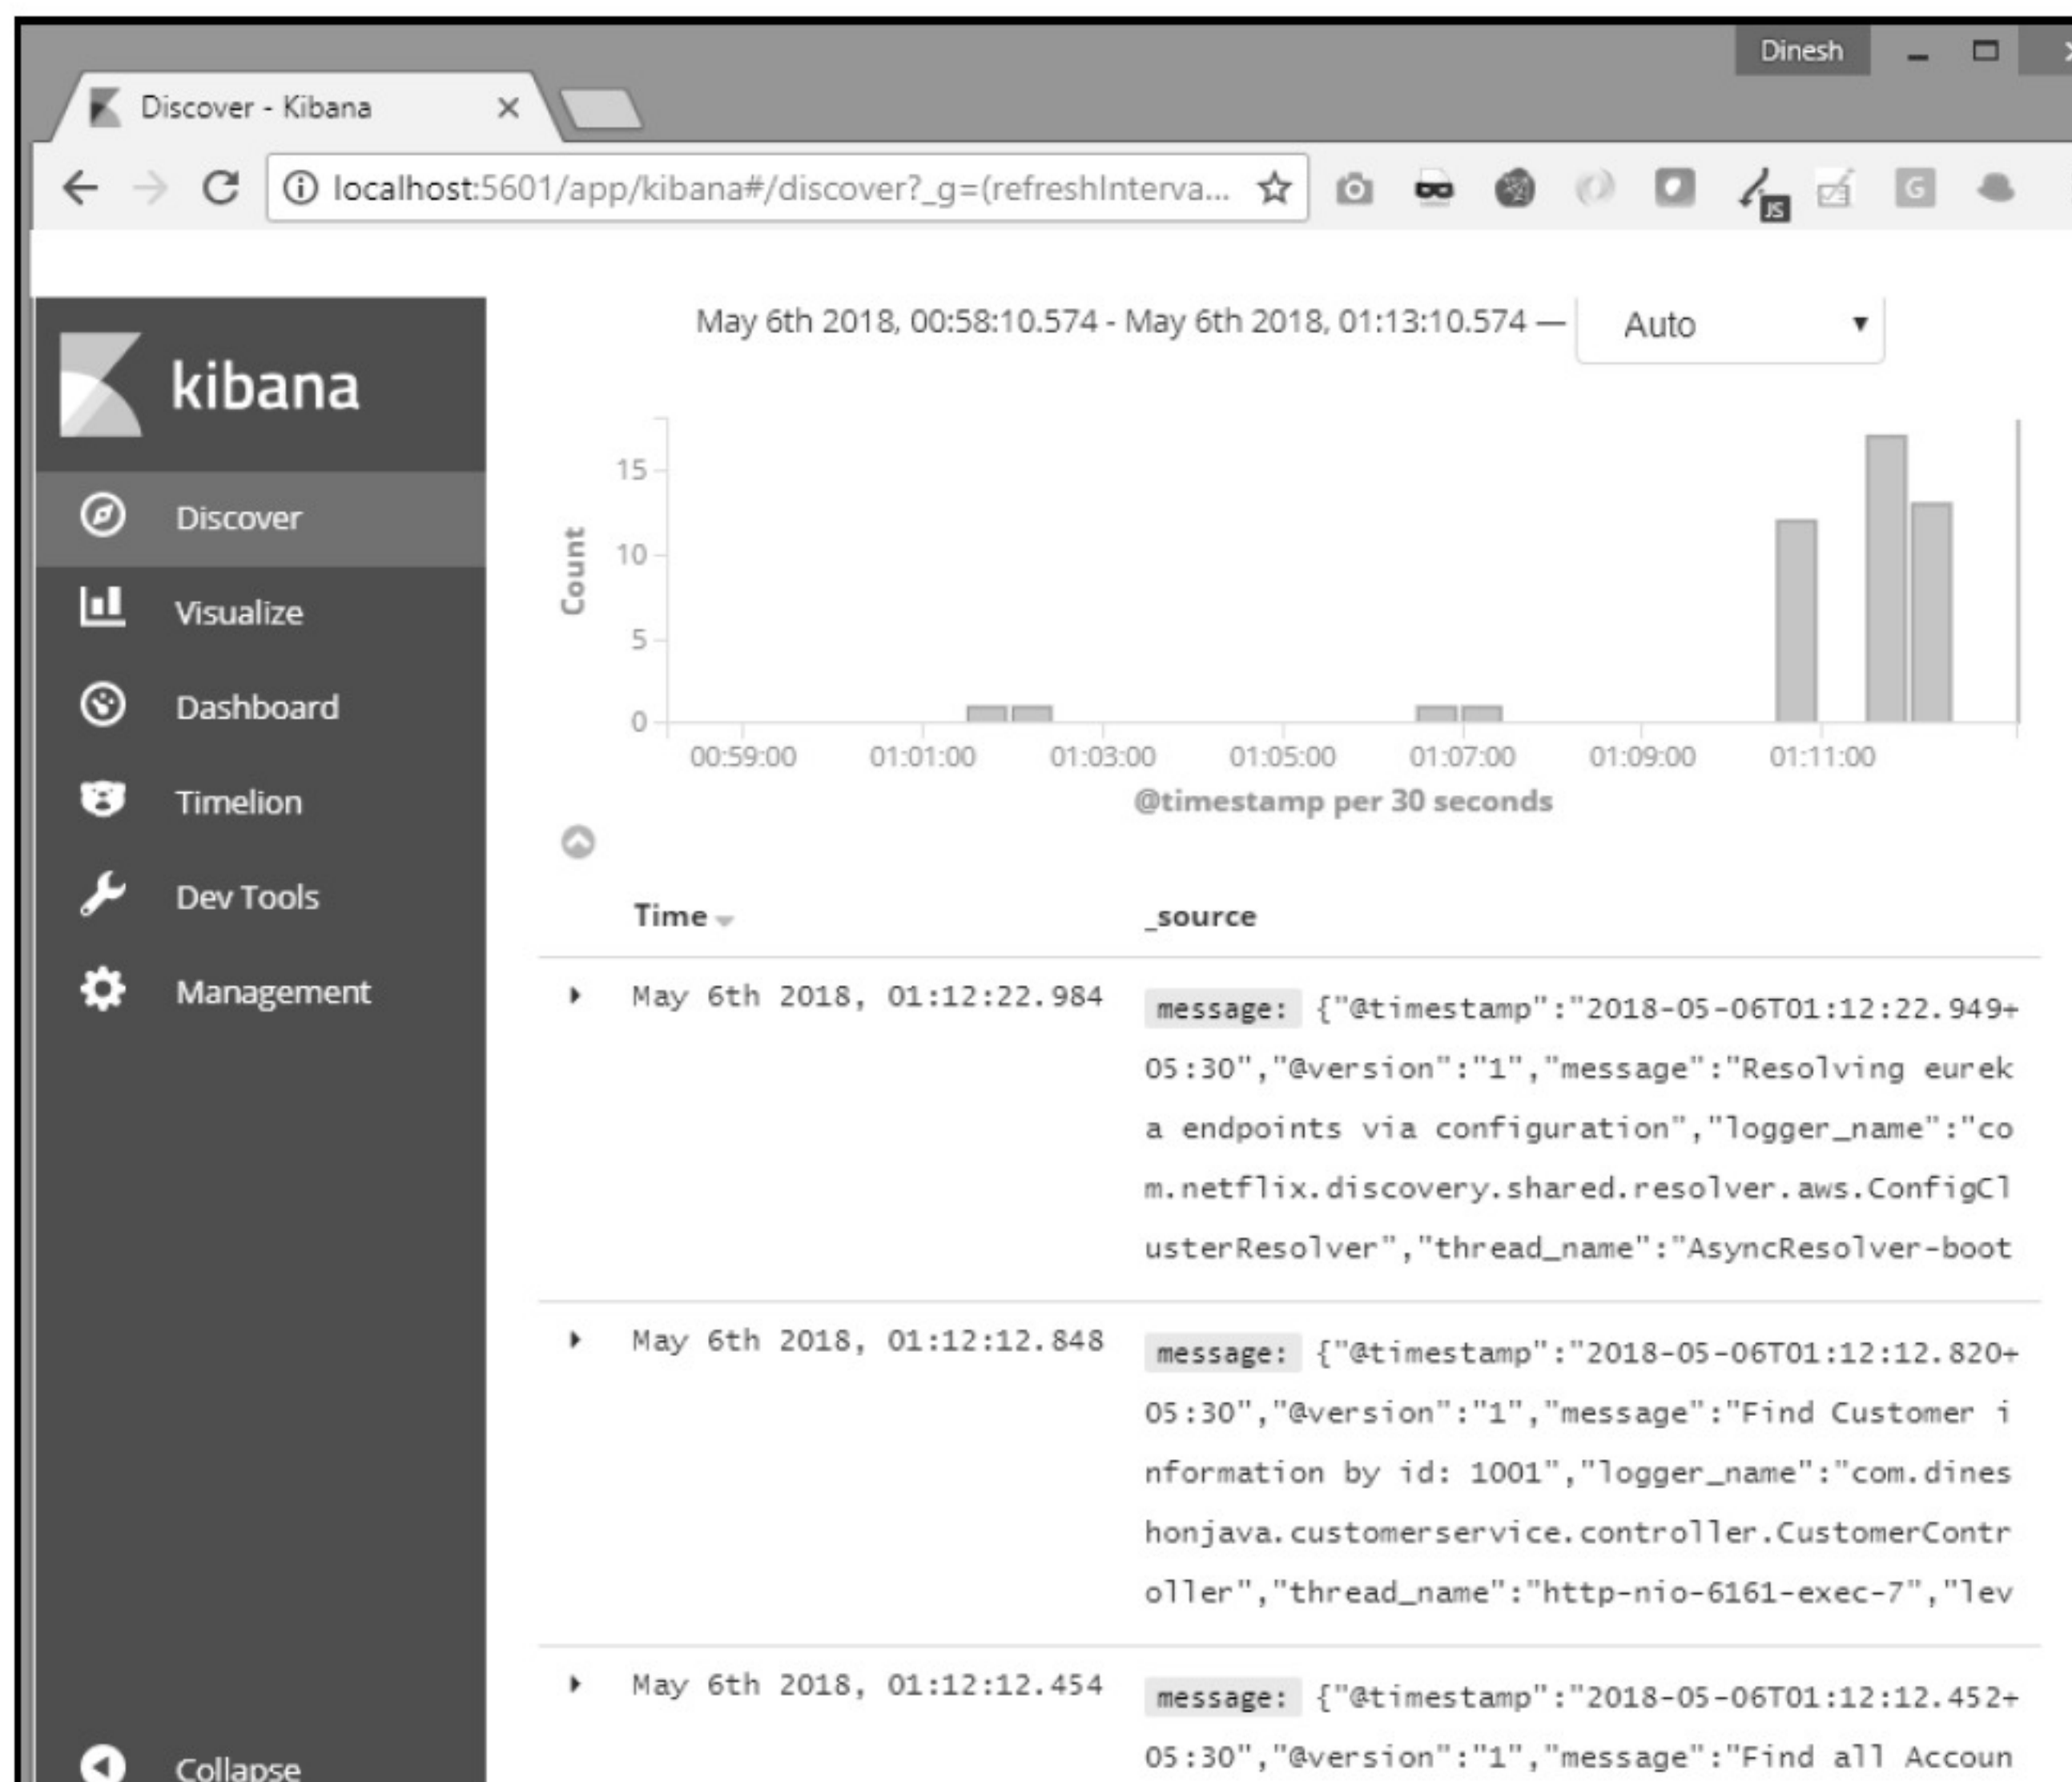 Dinesh
Discover - Kibana
localhost:5601/app/kibana#/discover?_g=(refreshInterva...
JS
G
May 6th 2018, 00:58:10.574 - May 6th 2018, 01:13:10.574 — Auto
kibana
Discover
Visualize
Dashboard
Timelion
Dev Tools
Management
Collapse
Count
15
10
5
0
00:59:00 01:01:00 01:03:00 01:05:00 01:07:00 01:09:00 01:11:00
@timestamp per 30 seconds
Time _source
May 6th 2018, 01:12:22.984 message: {"@timestamp":"2018-05-06T01:12:22.949+
05:30","@version":"1","message":"Resolving eurek
a endpoints via configuration","logger_name":"co
m.netflix.discovery.shared.resolver.aws.ConfigCl
usterResolver","thread_name":"AsyncResolver-boot
May 6th 2018, 01:12:12.848 message: {"@timestamp":"2018-05-06T01:12:12.820+
05:30","@version":"1","message":"Find Customer i
nformation by id: 1001","logger_name":"com.dines
honjava.customerservice.controller.CustomerContr
oller","thread_name":"http-nio-6161-exec-7","lev
May 6th 2018, 01:12:12.454 message: {"@timestamp":"2018-05-06T01:12:12.452+
05:30","@version":"1","message":"Find all Accoun